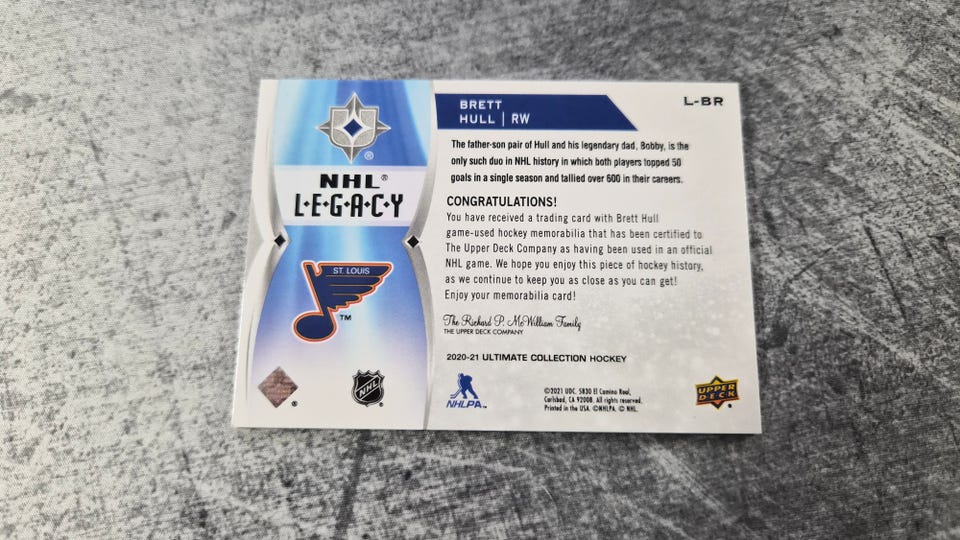 NHL®
L·E·G·A·C·Y
ST. LOUIS
TM
NHL
BRETT
HULL | RW
L-BR
The father-son pair of Hull and his legendary dad, Bobby, is the
only such duo in NHL history in which both players topped 50
goals in a single season and tallied over 600 in their careers.
CONGRATULATIONS!
You have received a trading card with Brett Hull
game-used hockey memorabilia that has been certified to
The Upper Deck Company as having been used in an official
NHL game. We hope you enjoy this piece of hockey history,
as we continue to keep you as close as you can get!
Enjoy your memorabilia card!
The Richard P. McWilliam Family
THE UPPER DECK COMPANY
2020-21 ULTIMATE COLLECTION HOCKEY
NHLPA™
©2021 UDC. 5830 El Camino Real,
Carlsbad, CA 92008. All rights reserved.
Printed in the USA. ©NHLPA. © NHL.
UPPER
DECK®